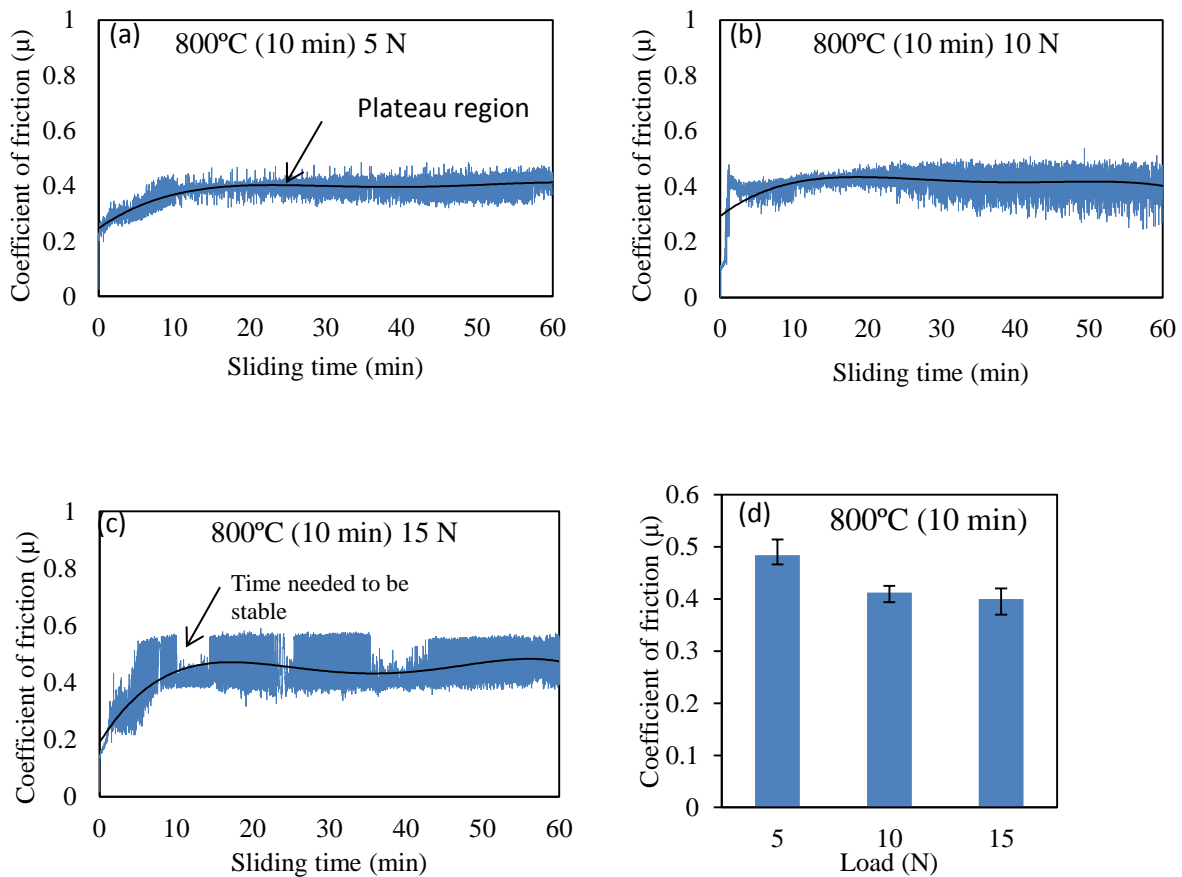 (a)
800ºC (10 min) 5 N
Plateau region
Coefficient of friction (µ)
1
0.8
0.6
0.4
0.2
0
0 10 20 30 40 50 60
Sliding time (min)
(b)
800ºC (10 min) 10 N
Coefficient of friction (µ)
1
0.8
0.6
0.4
0.2
0
0 10 20 30 40 50 60
Sliding time (min)
(c)
800ºC (10 min) 15 N
Time needed to be
stable
Coefficient of friction (µ)
1
0.8
0.6
0.4
0.2
0
0 10 20 30 40 50 60
Sliding time (min)
(d)
800ºC (10 min)
Coefficient of friction (µ)
0.6
0.5
0.4
0.3
0.2
0.1
0
5 10 15
Load (N)